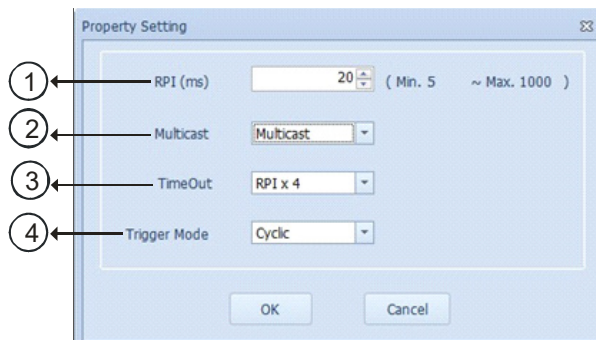 Property Setting
1 RPI (ms) 20 ( Min. 5 ~ Max. 1000 )
2 Multicast Multicast
3 TimeOut RPI x 4
4 Trigger Mode Cyclic
OK Cancel